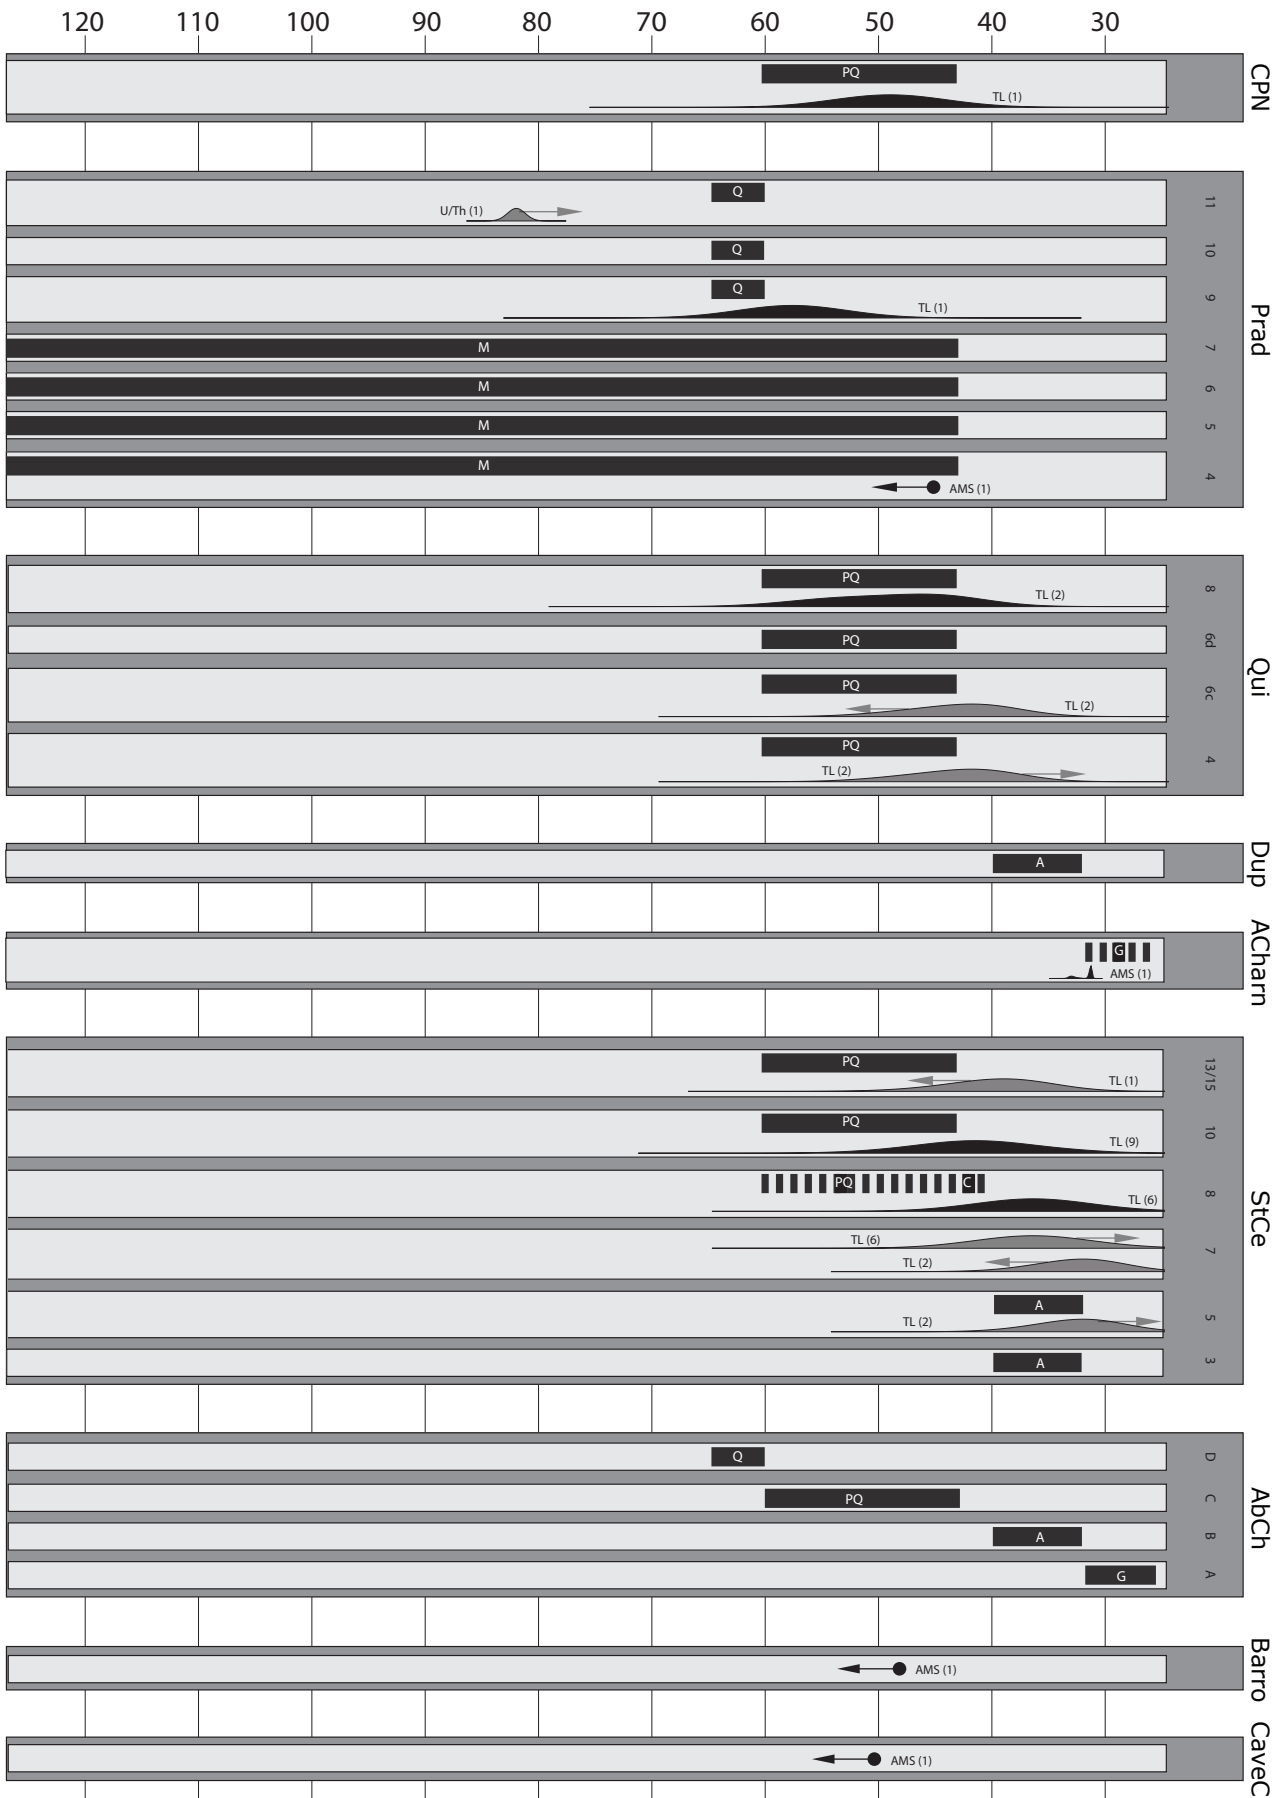 120 110 100 90 80 70 60 50 40 30
CPN
PQ
TL (1)
Prad
11
Q
U/Th (1)
10
Q
9
Q
TL (1)
7
M
6
M
5
M
4
M
AMS (1)
Qui
8
PQ
TL (2)
6d
PQ
6c
PQ
TL (2)
4
PQ
TL (2)
Dup
A
ACharn
G
AMS (1)
StCe
13/15
PQ
TL (1)
10
PQ
TL (9)
8
PQ C
TL (6)
7
TL (6)
TL (2)
5
A
TL (2)
3
A
AbCh
D
Q
C
PQ
B
A
A
G
Barro
AMS (1)
CaveC
AMS (1)